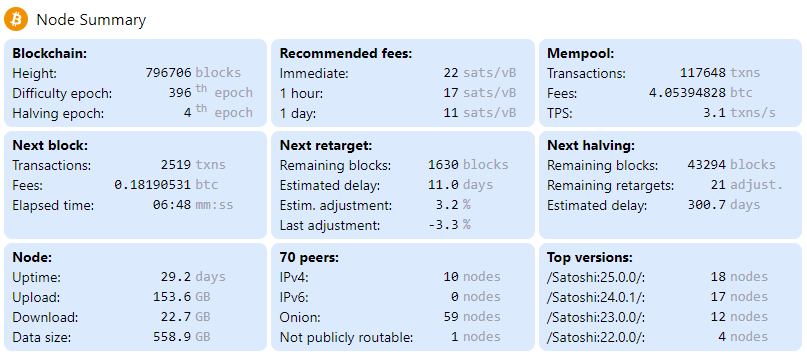 Node Summary
Blockchain:
Height: 796706 blocks
Difficulty epoch: 396 th epoch
Halving epoch: 4 th epoch
Recommended fees:
Immediate: 22 sats/vB
1 hour: 17 sats/vB
1 day: 11 sats/vB
Mempool:
Transactions: 117648 txns
Fees: 4.05394828 btc
TPS: 3.1 txns/s
Next block:
Transactions: 2519 txns
Fees: 0.18190531 btc
Elapsed time: 06:48 mm:ss
Next retarget:
Remaining blocks: 1630 blocks
Estimated delay: 11.0 days
Estim. adjustment: 3.2 %
Last adjustment: -3.3 %
Next halving:
Remaining blocks: 43294 blocks
Remaining retargets: 21 adjust.
Estimated delay: 300.7 days
Node:
Uptime: 29.2 days
Upload: 153.6 GB
Download: 22.7 GB
Data size: 558.9 GB
70 peers:
IPv4: 10 nodes
IPv6: 0 nodes
Onion: 59 nodes
Not publicly routable: 1 nodes
Top versions:
/Satoshi:25.0.0/: 18 nodes
/Satoshi:24.0.1/: 17 nodes
/Satoshi:23.0.0/: 12 nodes
/Satoshi:22.0.0/: 4 nodes